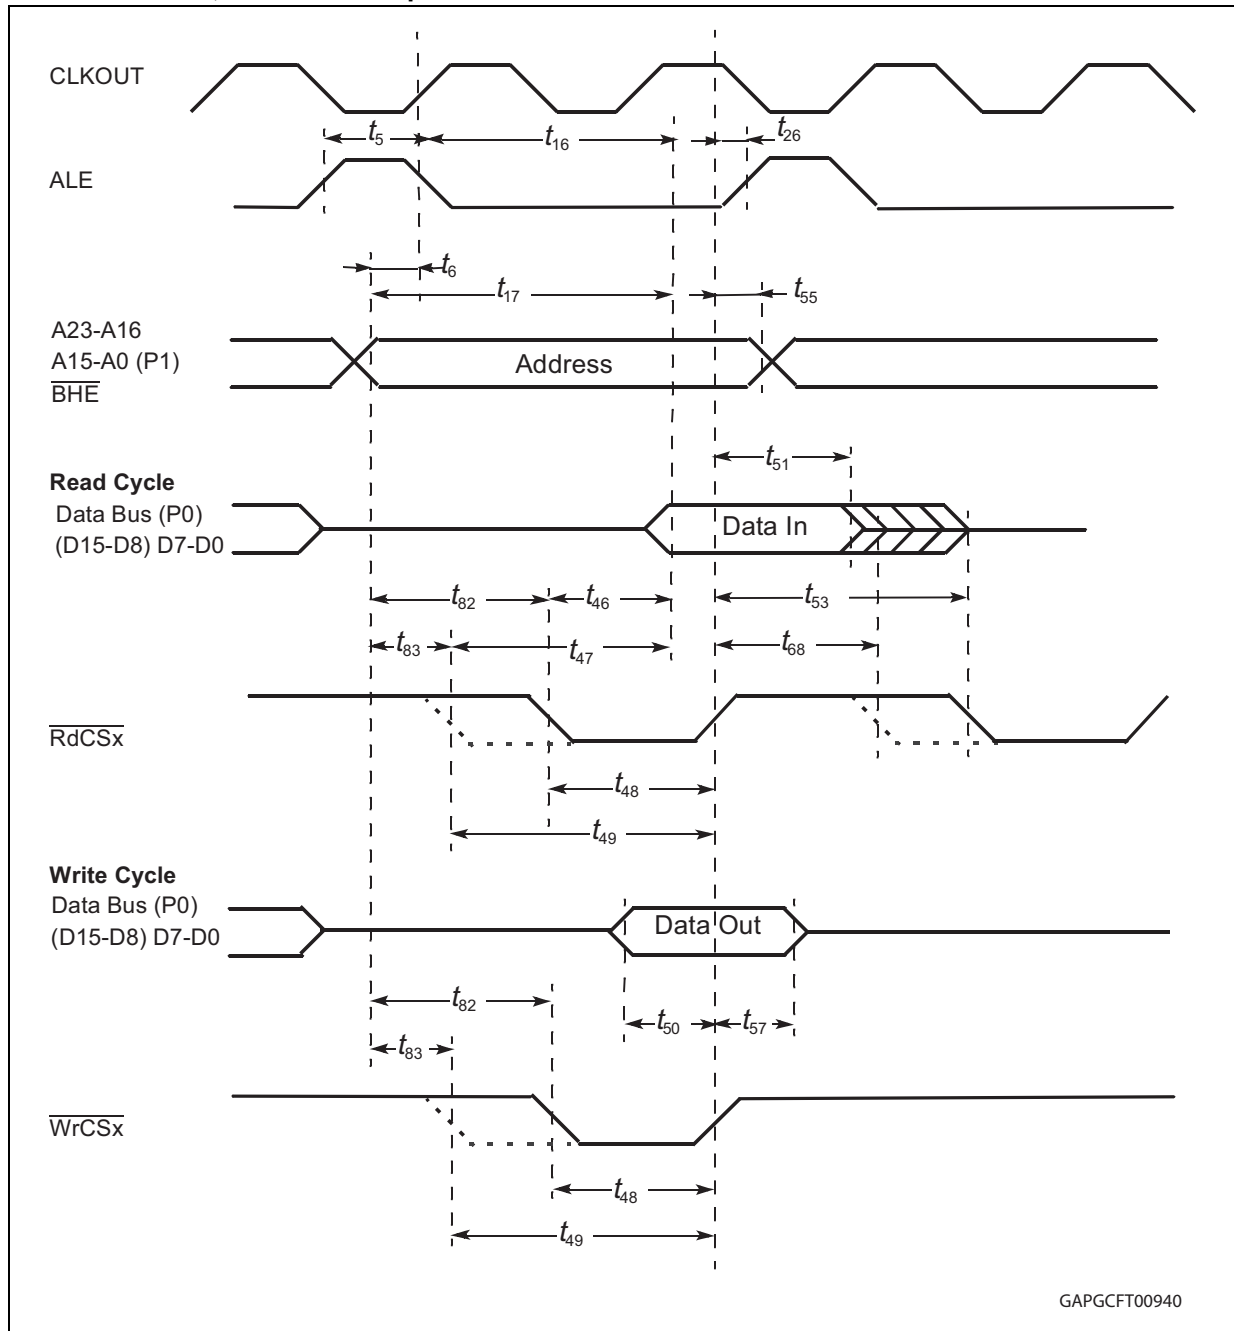 CLKOUT
t5
t16
t26
ALE
t6
t17
t55
A23-A16
A15-A0 (P1)
Address
BHE
t51
Read Cycle
Data Bus (P0)
Data In
(D15-D8) D7-D0
t82
t46
t53
t83
t47
t68
RdCSx
t48
t49
Write Cycle
Data Bus (P0)
Data Out
(D15-D8) D7-D0
t82
t50
t57
t83
WrCSx
t48
t49
GAPGCFT00940